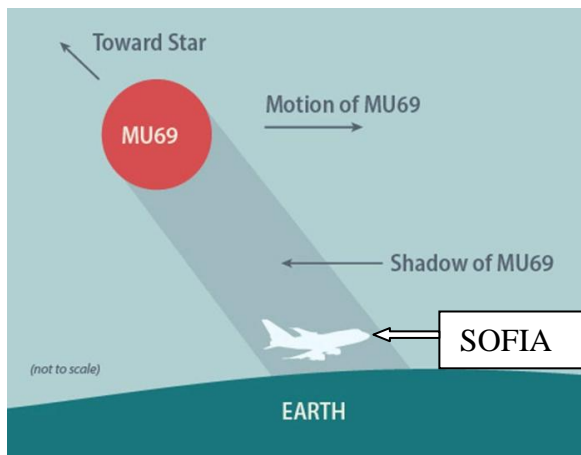 Toward Star
MU69
Motion of MU69
Shadow of MU69
SOFIA
(not to scale)
EARTH